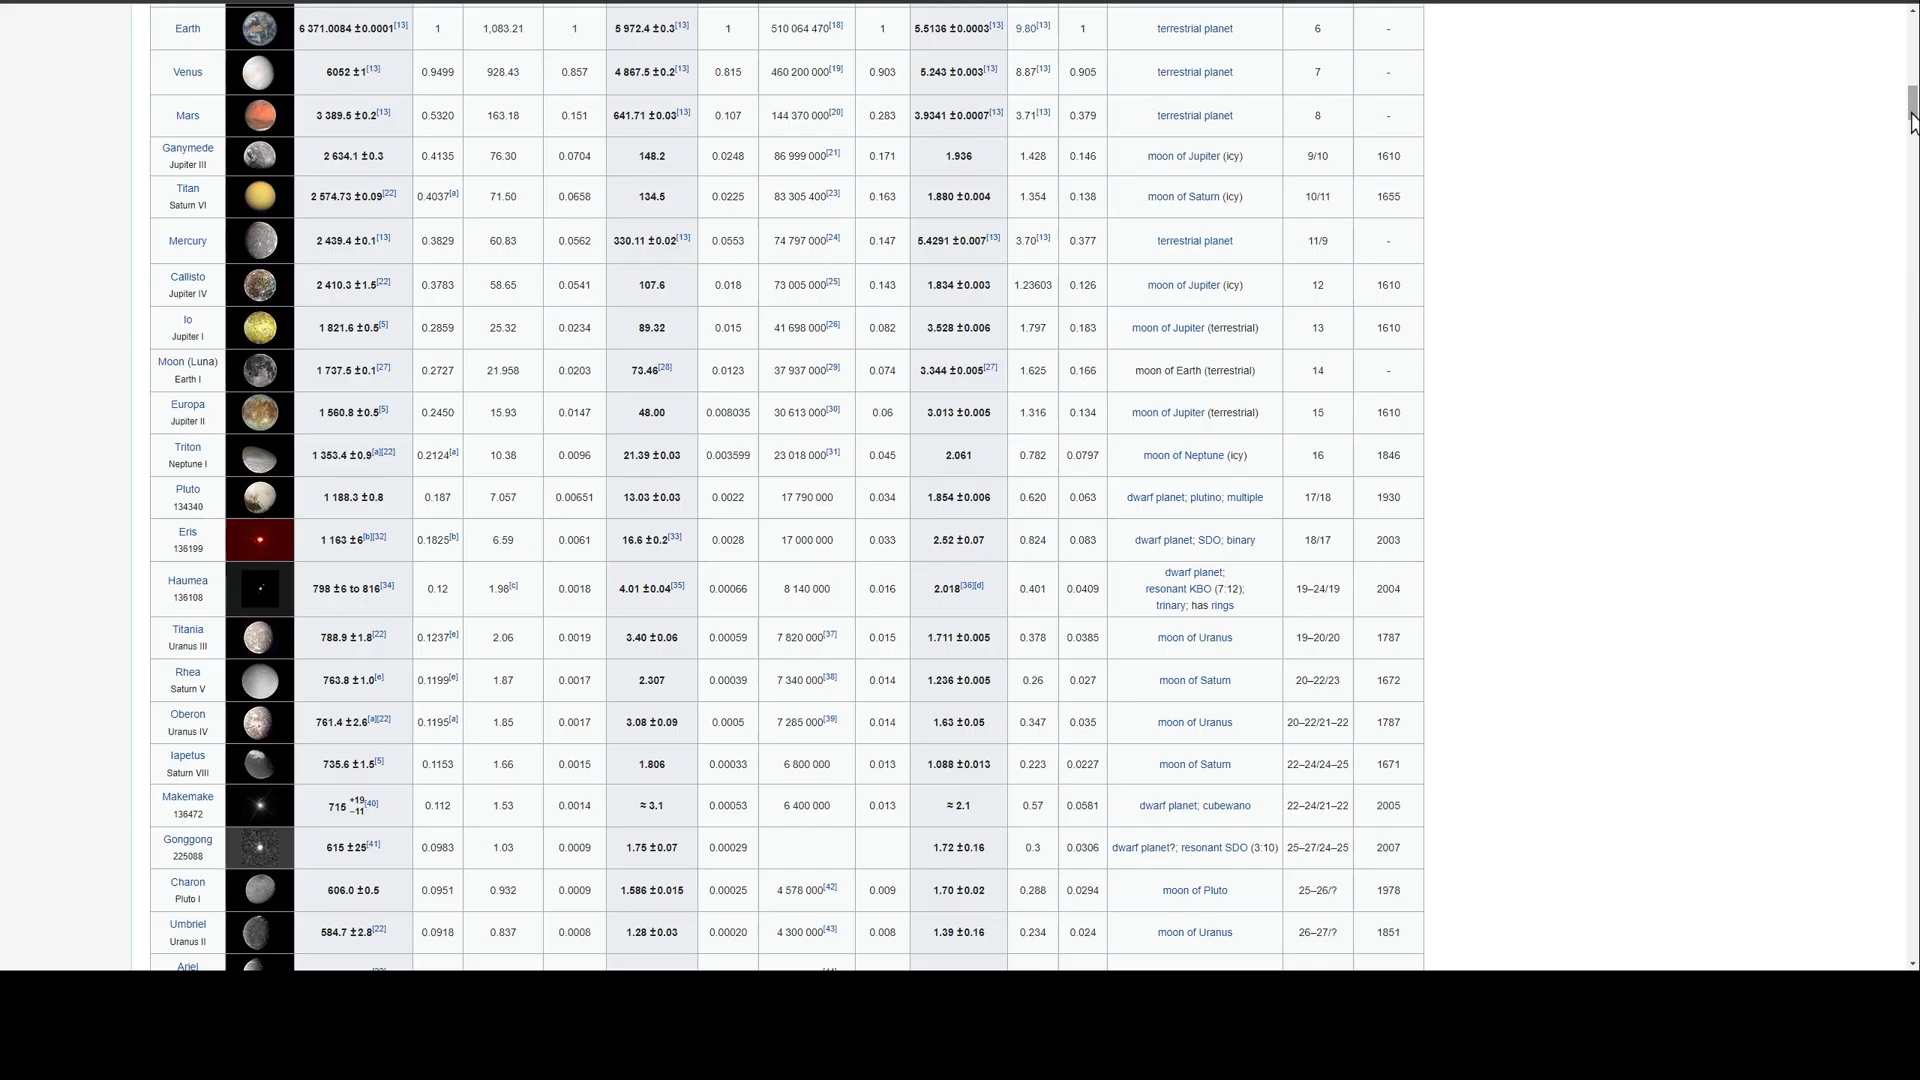 Earth 6 371.0084 ±0.0001[13] 1 1,083.21 1 5 972.4 ±0.3[13] 1 510 064 470[18] 1 5.5136 ±0.0003[13] 9.80[13] 1 terrestrial planet 6 -
Venus 6052 ±1[13] 0.9499 928.43 0.857 4 867.5 ±0.2[13] 0.815 460 200 000[19] 0.903 5.243 ±0.003[13] 8.87[13] 0.905 terrestrial planet 7 -
Mars 3 389.5 ±0.2[13] 0.5320 163.18 0.151 641.71 ±0.03[13] 0.107 144 370 000[20] 0.283 3.9341 ±0.0007[13] 3.71[13] 0.379 terrestrial planet 8 -
Ganymede
Jupiter III 2 634.1 ±0.3 0.4135 76.30 0.0704 148.2 0.0248 86 999 000[21] 0.171 1.936 1.428 0.146 moon of Jupiter (icy) 9/10 1610
Titan
Saturn VI 2 574.73 ±0.09[22] 0.4037[a] 71.50 0.0658 134.5 0.0225 83 305 400[23] 0.163 1.880 ±0.004 1.354 0.138 moon of Saturn (icy) 10/11 1655
Mercury 2 439.4 ±0.1[13] 0.3829 60.83 0.0562 330.11 ±0.02[13] 0.0553 74 797 000[24] 0.147 5.4291 ±0.007[13] 3.70[13] 0.377 terrestrial planet 11/9 -
Callisto
Jupiter IV 2 410.3 ±1.5[22] 0.3783 58.65 0.0541 107.6 0.018 73 005 000[25] 0.143 1.834 ±0.003 1.23603 0.126 moon of Jupiter (icy) 12 1610
Io
Jupiter I 1 821.6 ±0.5[5] 0.2859 25.32 0.0234 89.32 0.015 41 698 000[26] 0.082 3.528 ±0.006 1.797 0.183 moon of Jupiter (terrestrial) 13 1610
Moon (Luna)
Earth I 1 737.5 ±0.1[27] 0.2727 21.958 0.0203 73.46[28] 0.0123 37 937 000[29] 0.074 3.344 ±0.005[27] 1.625 0.166 moon of Earth (terrestrial) 14 -
Europa
Jupiter II 1 560.8 ±0.5[5] 0.2450 15.93 0.0147 48.00 0.008035 30 613 000[30] 0.06 3.013 ±0.005 1.316 0.134 moon of Jupiter (terrestrial) 15 1610
Triton
Neptune I 1 353.4 ±0.9[a][22] 0.2124[a] 10.38 0.0096 21.39 ±0.03 0.003599 23 018 000[31] 0.045 2.061 0.782 0.0797 moon of Neptune (icy) 16 1846
Pluto
134340 1 188.3 ±0.8 0.187 7.057 0.00651 13.03 ±0.03 0.0022 17 790 000 0.034 1.854 ±0.006 0.620 0.063 dwarf planet; plutino; multiple 17/18 1930
Eris
136199 1 163 ±6[b][32] 0.1825[b] 6.59 0.0061 16.6 ±0.2[33] 0.0028 17 000 000 0.033 2.52 ±0.07 0.824 0.083 dwarf planet; SDO; binary 18/17 2003
Haumea
136108 798 ±6 to 816[34] 0.12 1.98[c] 0.0018 4.01 ±0.04[35] 0.00066 8 140 000 0.016 2.018[36][d] 0.401 0.0409 dwarf planet;
resonant KBO (7:12);
trinary; has rings 19–24/19 2004
Titania
Uranus III 788.9 ±1.8[22] 0.1237[e] 2.06 0.0019 3.40 ±0.06 0.00059 7 820 000[37] 0.015 1.711 ±0.005 0.378 0.0385 moon of Uranus 19–20/20 1787
Rhea
Saturn V 763.8 ±1.0[e] 0.1199[e] 1.87 0.0017 2.307 0.00039 7 340 000[38] 0.014 1.236 ±0.005 0.26 0.027 moon of Saturn 20–22/23 1672
Oberon
Uranus IV 761.4 ±2.6[a][22] 0.1195[a] 1.85 0.0017 3.08 ±0.09 0.0005 7 285 000[39] 0.014 1.63 ±0.05 0.347 0.035 moon of Uranus 20–22/21–22 1787
Iapetus
Saturn VIII 735.6 ±1.5[5] 0.1153 1.66 0.0015 1.806 0.00033 6 800 000 0.013 1.088 ±0.013 0.223 0.0227 moon of Saturn 22–24/24–25 1671
Makemake
136472 715 +19 −11[40] 0.112 1.53 0.0014 ≈ 3.1 0.00053 6 400 000 0.013 ≈ 2.1 0.57 0.0581 dwarf planet; cubewano 22–24/21–22 2005
Gonggong
225088 615 ±25[41] 0.0983 1.03 0.0009 1.75 ±0.07 0.00029 1.72 ±0.16 0.3 0.0306 dwarf planet?; resonant SDO (3:10) 25–27/24–25 2007
Charon
Pluto I 606.0 ±0.5 0.0951 0.932 0.0009 1.586 ±0.015 0.00025 4 578 000[42] 0.009 1.70 ±0.02 0.288 0.0294 moon of Pluto 25–26/? 1978
Umbriel
Uranus II 584.7 ±2.8[22] 0.0918 0.837 0.0008 1.28 ±0.03 0.00020 4 300 000[43] 0.008 1.39 ±0.16 0.234 0.024 moon of Uranus 26–27/? 1851
Ariel